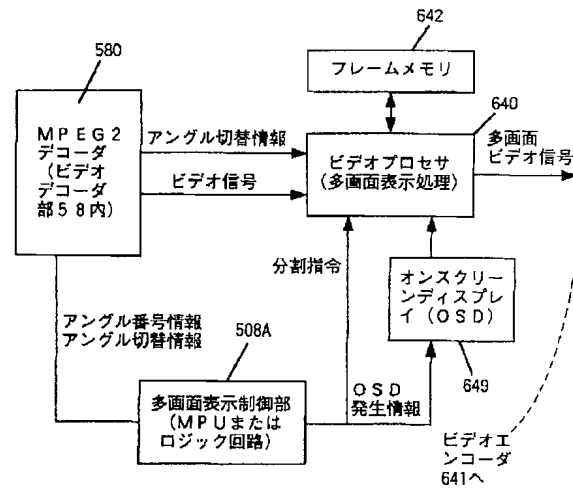 642
フレームメモリ
580
640
MPEG2
デコーダ
(ビデオ
デコーダ
部58内)
アングル切替情報
ビデオ信号
ビデオプロセサ
(多画面表示処理)
多画面
ビデオ信号
分割指令
オンスクリー
ンディスプレ
イ(OSD)
649
アングル番号情報
アングル切替情報
508A
多画面表示制御部
(MPUまたは
ロジック回路)
OSD
発生情報
ビデオエ
ンコーダ
641へ